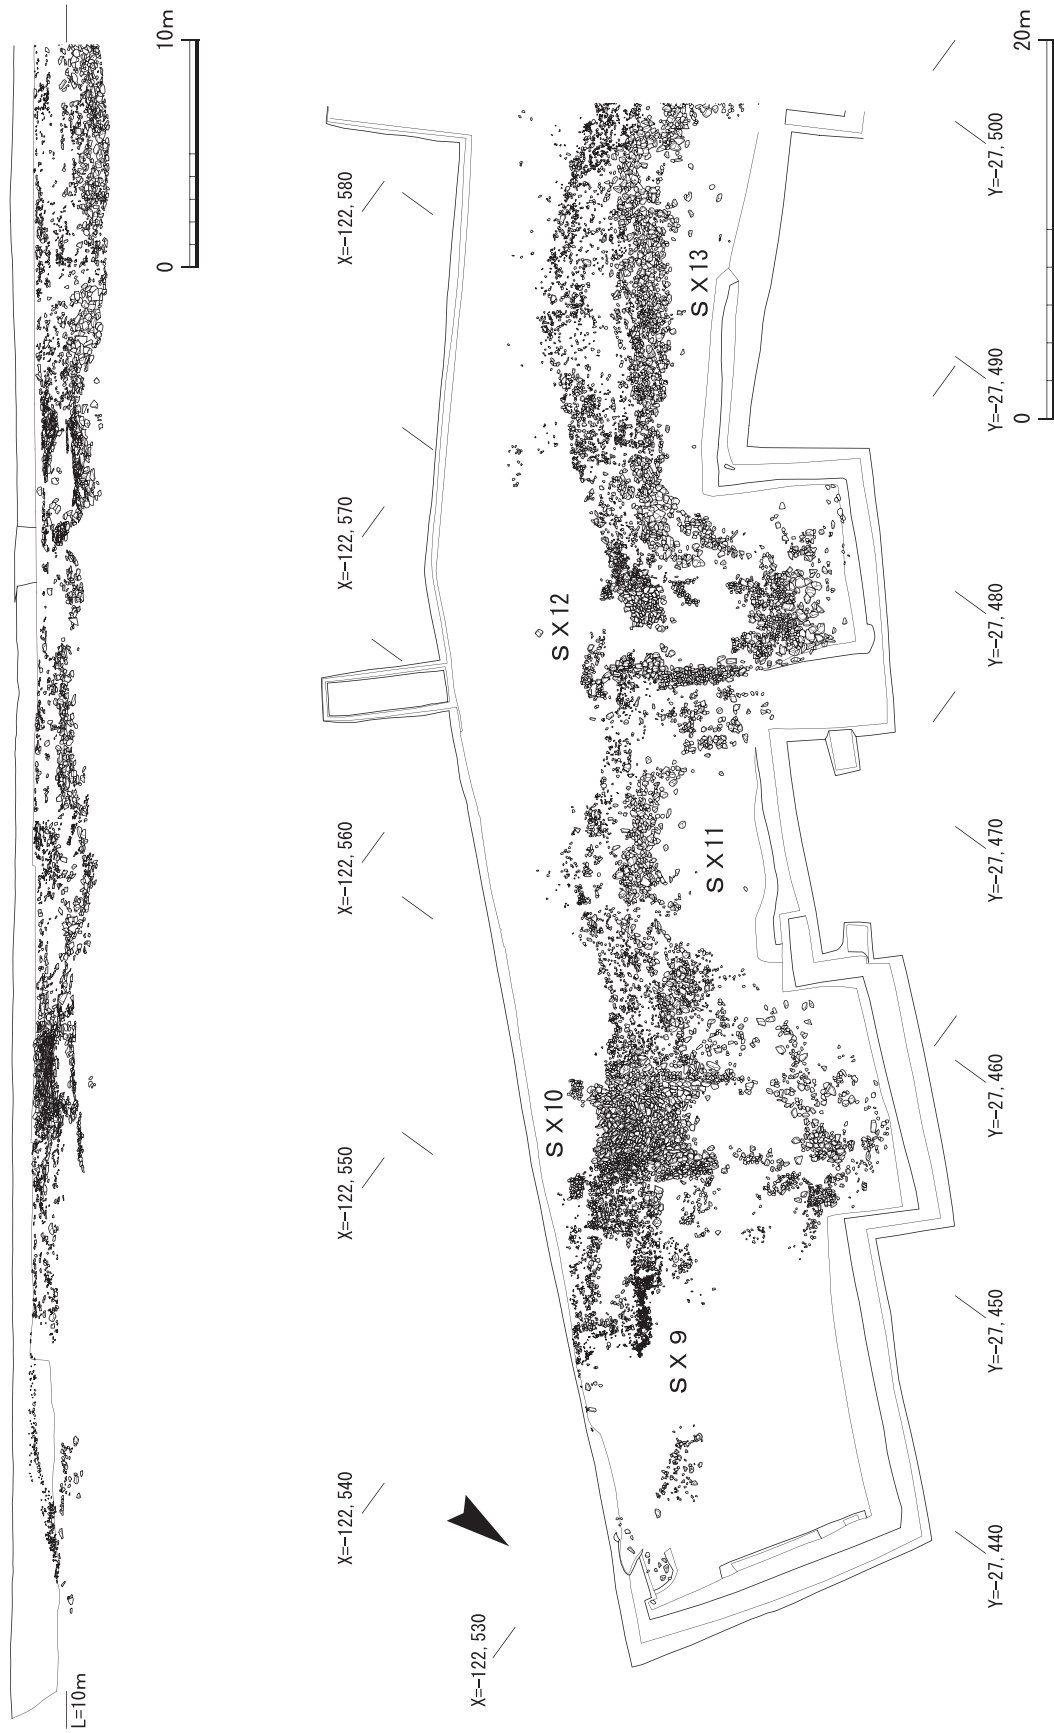 L=10m
0
10m
X=-122, 530
X=-122, 540
X=-122, 550
X=-122, 560
X=-122, 570
X=-122, 580
SX9
SX10
SX11
SX12
SX13
Y=-27, 440
Y=-27, 450
Y=-27, 460
Y=-27, 470
Y=-27, 480
Y=-27, 490
Y=-27, 500
0
20m